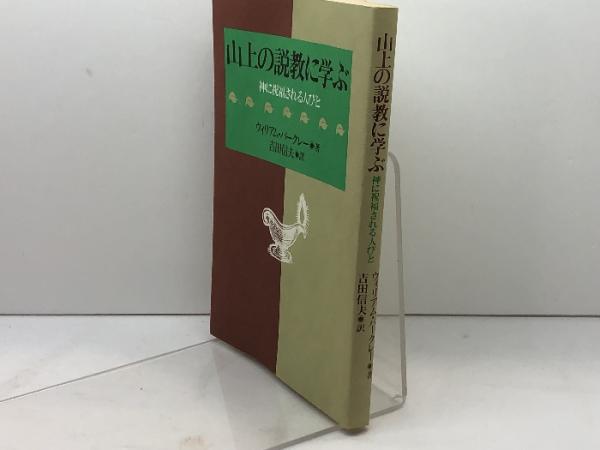 山上の説教に学ぶ
神に祝福される人びと
ウィリアム・バークレー●著
吉田信夫●訳
山上の説教に学ぶ
神に祝福される人びと
ウィリアム・バークレー●著
吉田信夫●訳